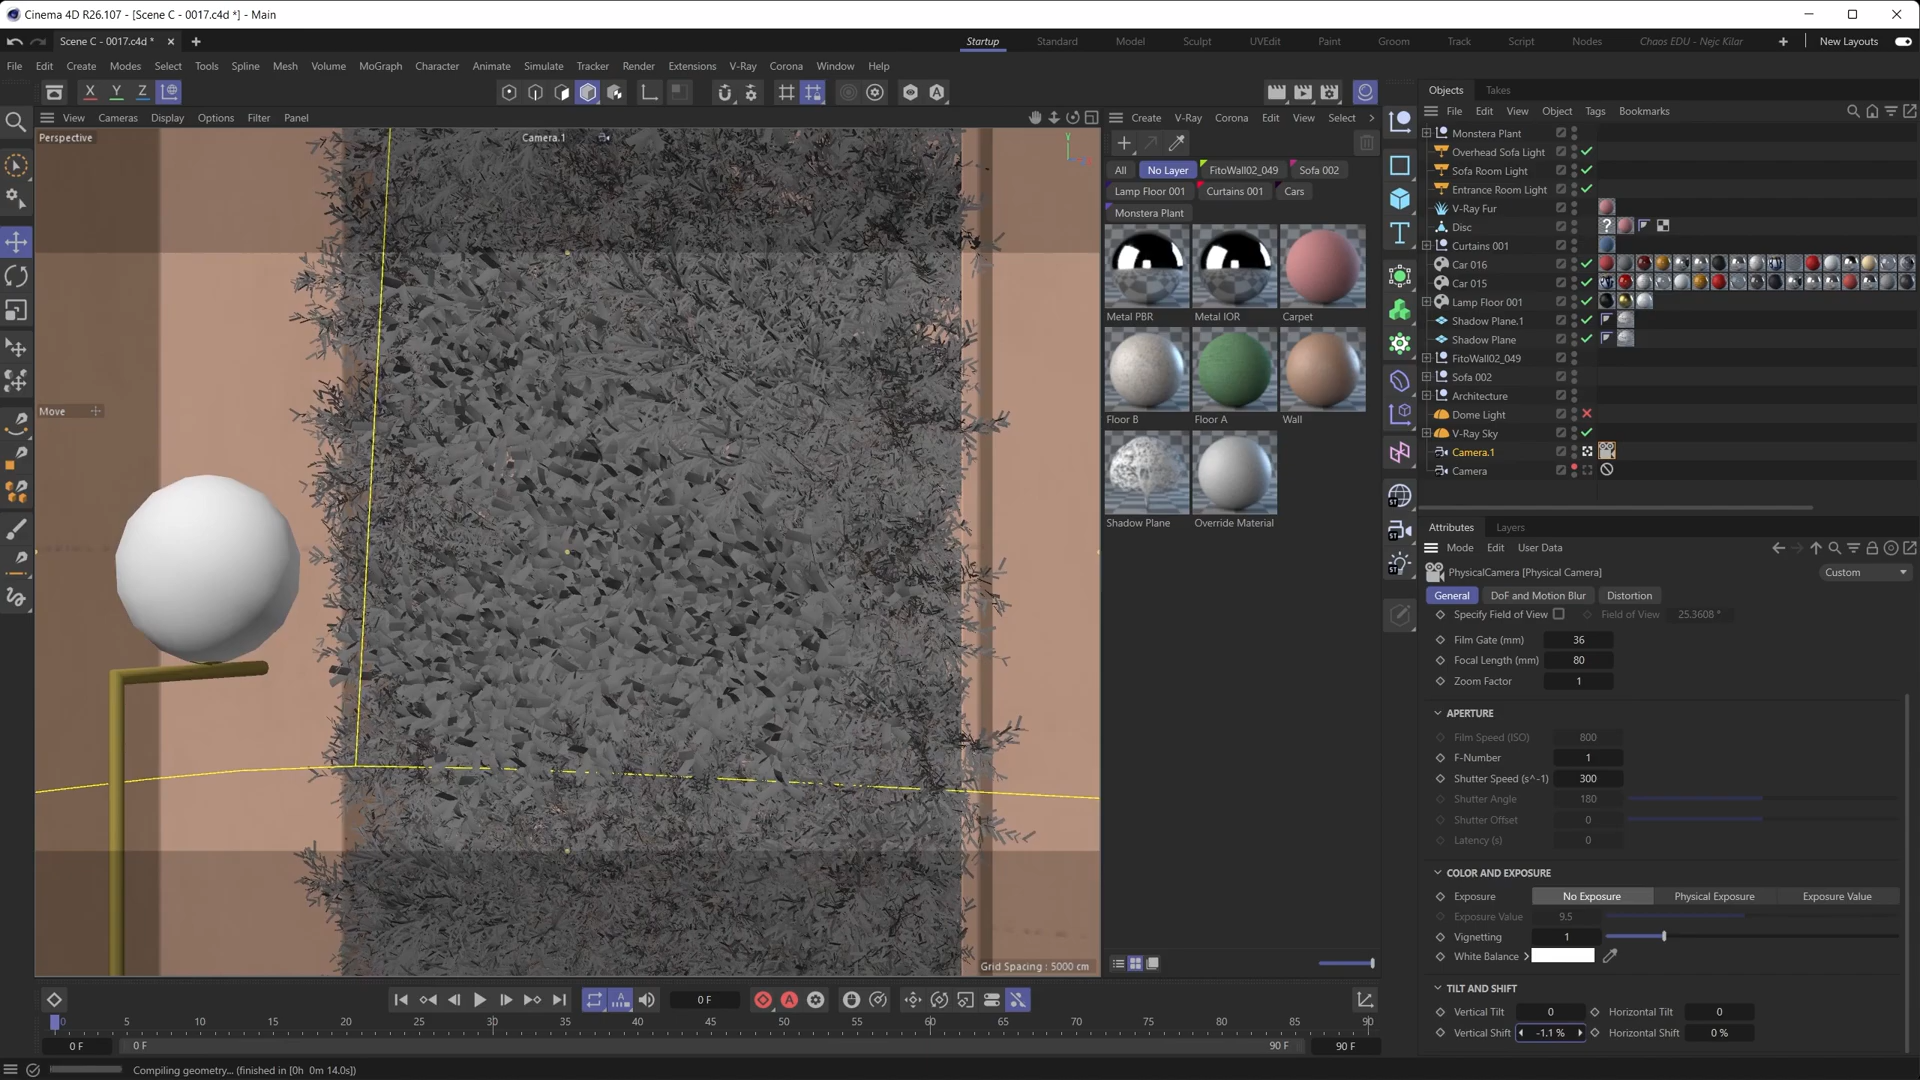 Cinema 4D R26.107 - [Scene C - 0017.c4d *] - Main
Scene C - 0017.c4d *
Startup Standard Model Sculpt UVEdit Paint Groom Track Script Nodes Chaos EDU - Nejc Kilar New Layouts
File Edit Create Modes Select Tools Spline Mesh Volume MoGraph Character Animate Simulate Tracker Render Extensions V-Ray Corona Window Help
X Y Z
View Cameras Display Options Filter Panel
Perspective Camera.1
Y
Move
Grid Spacing : 5000 cm
Create V-Ray Corona Edit View Select
All No Layer FitoWall02_049 Sofa 002
Lamp Floor 001 Curtains 001 Cars
Monstera Plant
Metal PBR Metal IOR Carpet
Floor B Floor A Wall
Shadow Plane Override Material
Objects Takes
File Edit View Object Tags Bookmarks
Monstera Plant
Overhead Sofa Light
Sofa Room Light
Entrance Room Light
V-Ray Fur
Disc
Curtains 001
Car 016
Car 015
Lamp Floor 001
Shadow Plane.1
Shadow Plane
FitoWall02_049
Sofa 002
Architecture
Dome Light
V-Ray Sky
Camera.1
Camera
Attributes Layers
Mode Edit User Data
PhysicalCamera [Physical Camera] Custom
General DoF and Motion Blur Distortion
Specify Field of View Field of View 25.3608 °
Film Gate (mm) 36
Focal Length (mm) 80
Zoom Factor 1
APERTURE
Film Speed (ISO) 800
F-Number 1
Shutter Speed (s^-1) 300
Shutter Angle 180
Shutter Offset 0
Latency (s) 0
COLOR AND EXPOSURE
Exposure No Exposure Physical Exposure Exposure Value
Exposure Value 9.5
Vignetting 1
White Balance
TILT AND SHIFT
Vertical Tilt 0 Horizontal Tilt 0
Vertical Shift -1.1 % Horizontal Shift 0 %
0 F
0 5 10 15 20 25 30 35 40 45 50 55 60 65 70 75 80 85 90
0 F 0 F 90 F 90 F
Compiling geometry... (finished in [0h 0m 14.0s])